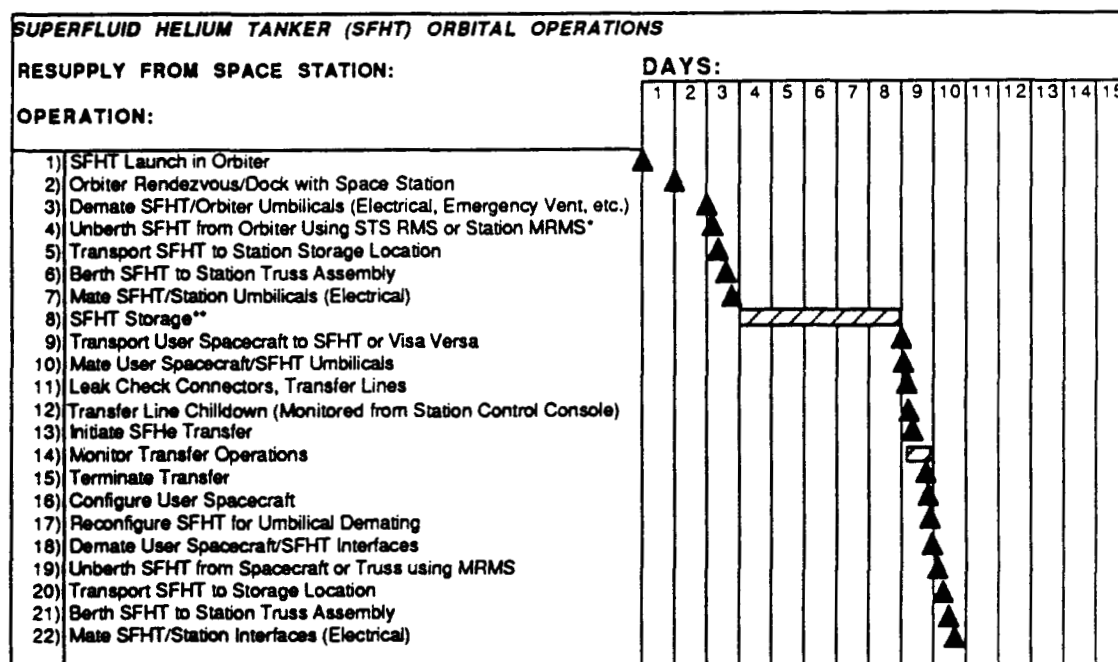 SUPERFLUID HELIUM TANKER (SFHT) ORBITAL OPERATIONS
RESUPPLY FROM SPACE STATION:
DAYS:
1 2 3 4 5 6 7 8 9 10 11 12 13 14 15
OPERATION:
1) SFHT Launch in Orbiter
2) Orbiter Rendezvous/Dock with Space Station
3) Demate SFHT/Orbiter Umbilicals (Electrical, Emergency Vent, etc.)
4) Unberth SFHT from Orbiter Using STS RMS or Station MRMS*
5) Transport SFHT to Station Storage Location
6) Berth SFHT to Station Truss Assembly
7) Mate SFHT/Station Umbilicals (Electrical)
8) SFHT Storage**
9) Transport User Spacecraft to SFHT or Visa Versa
10) Mate User Spacecraft/SFHT Umbilicals
11) Leak Check Connectors, Transfer Lines
12) Transfer Line Chilldown (Monitored from Station Control Console)
13) Initiate SFHe Transfer
14) Monitor Transfer Operations
15) Terminate Transfer
16) Configure User Spacecraft
17) Reconfigure SFHT for Umbilical Demating
18) Demate User Spacecraft/SFHT Interfaces
19) Unberth SFHT from Spacecraft or Truss using MRMS
20) Transport SFHT to Storage Location
21) Berth SFHT to Station Truss Assembly
22) Mate SFHT/Station Interfaces (Electrical)